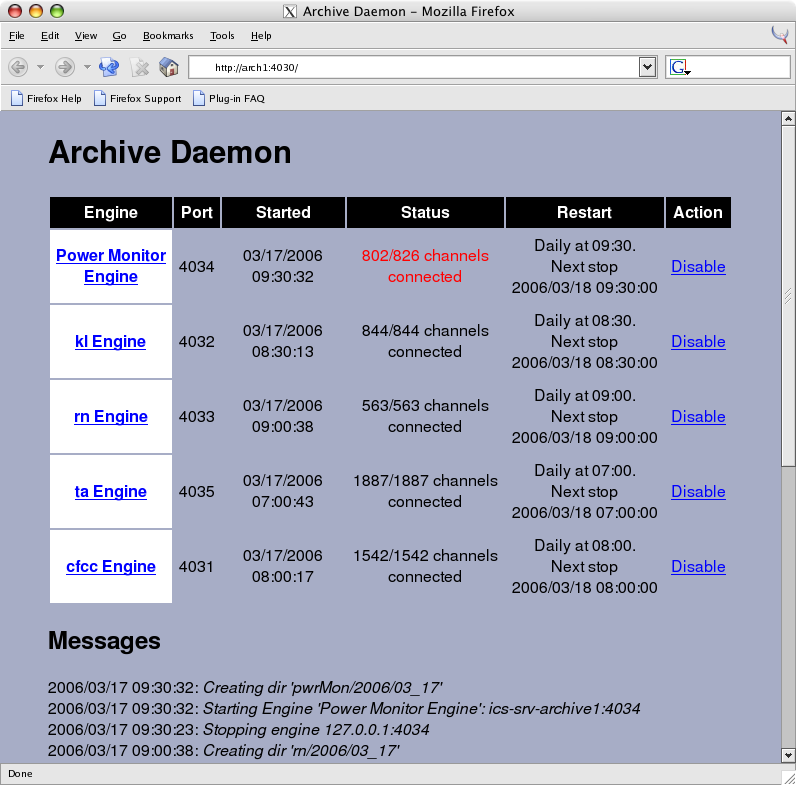 Archive Daemon - Mozilla Firefox
File Edit View Go Bookmarks Tools Help
http://arch1:4030/
G
Firefox Help Firefox Support Plug-in FAQ
Archive Daemon
Engine Port Started Status Restart Action
Power Monitor Engine 4034 03/17/2006 09:30:32 802/826 channels connected Daily at 09:30. Next stop 2006/03/18 09:30:00 Disable
kl Engine 4032 03/17/2006 08:30:13 844/844 channels connected Daily at 08:30. Next stop 2006/03/18 08:30:00 Disable
rn Engine 4033 03/17/2006 09:00:38 563/563 channels connected Daily at 09:00. Next stop 2006/03/18 09:00:00 Disable
ta Engine 4035 03/17/2006 07:00:43 1887/1887 channels connected Daily at 07:00. Next stop 2006/03/18 07:00:00 Disable
cfcc Engine 4031 03/17/2006 08:00:17 1542/1542 channels connected Daily at 08:00. Next stop 2006/03/18 08:00:00 Disable
Messages
2006/03/17 09:30:32: Creating dir 'pwrMon/2006/03_17'
2006/03/17 09:30:32: Starting Engine 'Power Monitor Engine': ics-srv-archive1:4034
2006/03/17 09:30:23: Stopping engine 127.0.0.1:4034
2006/03/17 09:00:38: Creating dir 'rn/2006/03_17'
Done